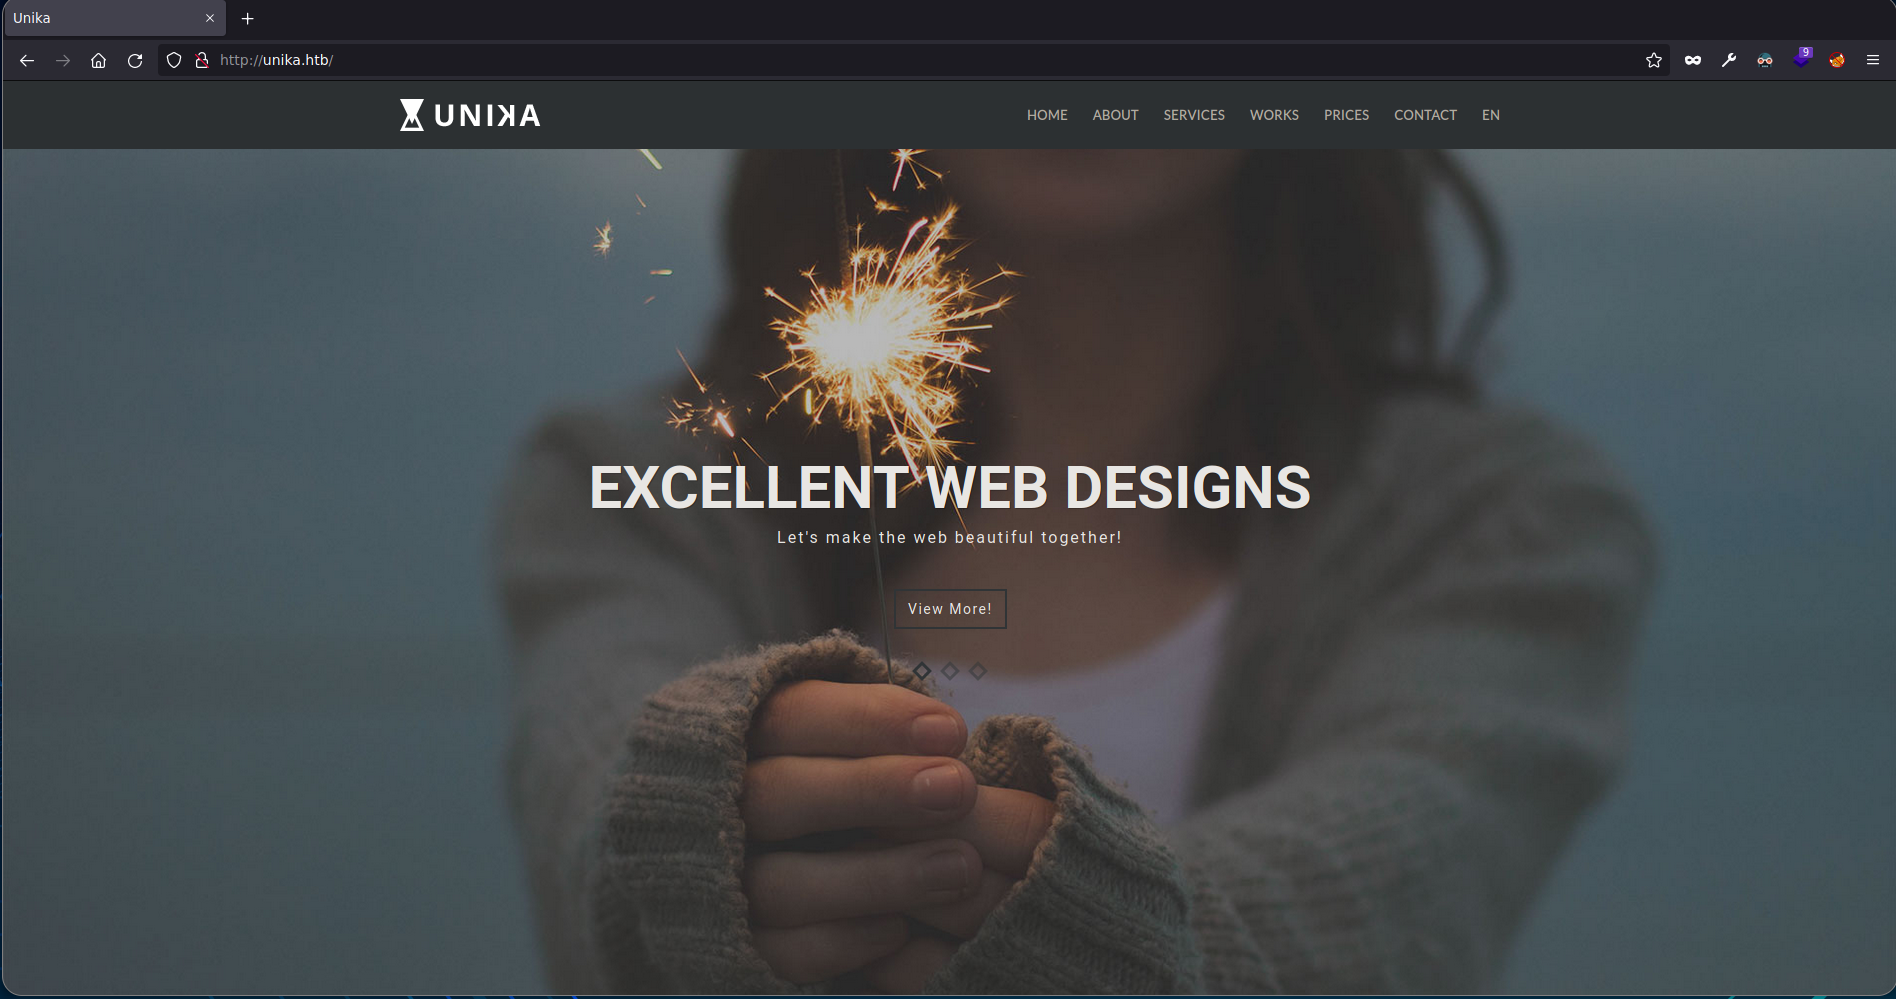 Unika
http://unika.htb/
9
UNIKA
HOME ABOUT SERVICES WORKS PRICES CONTACT EN
EXCELLENT WEB DESIGNS
Let's make the web beautiful together!
View More!